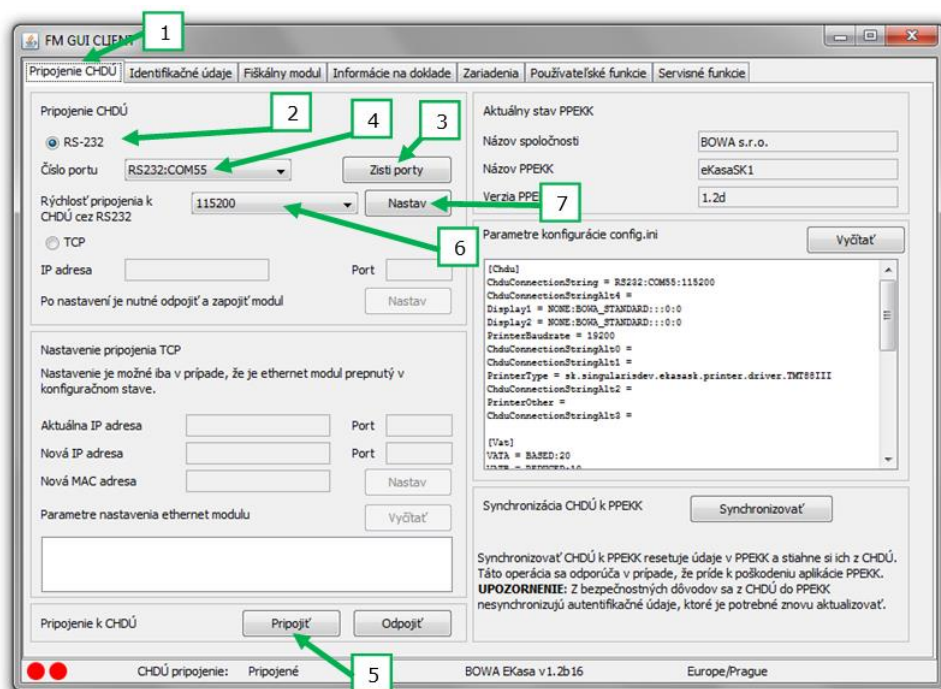 1
FM GUI CLIENT
Pripojenie CHDÚ Identifikačné údaje Fiškálny modul Informácie na doklade Zariadenia Používateľské funkcie Servisné funkcie
Pripojenie CHDÚ
2
4
3
RS-232
Číslo portu RS232:COM55 Zisti porty
Rýchlosť pripojenia k
CHDÚ cez RS232
115200 Nastav
7
6
TCP
IP adresa Port
Po nastavení je nutné odpojiť a zapojiť modul Nastav
Nastavenie pripojenia TCP
Nastavenie je možné iba v prípade, že je ethernet modul prepnutý v
konfiguračnom stave.
Aktuálna IP adresa Port
Nová IP adresa Port
Nová MAC adresa Nastav
Parametre nastavenia ethernet modulu Vyčítať
Pripojenie k CHDÚ Pripojiť Odpojiť
5
Aktuálny stav PPEKK
Názov spoločnosti BOWA s.r.o.
Názov PPEKK eKasaSK1
Verzia 1.2d
Parametre konfigurácie config.ini Vyčítať
[Chdu]
ChduConnectionString = RS232:COM55:115200
ChduConnectionStringAlt4 =
Display1 = NONE:BOWA_STANDARD:::0:0
Display2 = NONE:BOWA_STANDARD:::0:0
PrinterBaudrate = 19200
ChduConnectionStringAlt0 =
ChduConnectionStringAlt1 =
PrinterType = sk.singularisdev.ekasask.printer.driver.TMT88III
ChduConnectionStringAlt2 =
PrinterOther =
ChduConnectionStringAlt3 =
[Vat]
VATA = BASED:20
Synchronizácia CHDÚ k PPEKK Synchronizovať
Synchronizovať CHDÚ k PPEKK resetuje údaje v PPEKK a stiahne si ich z CHDÚ.
Táto operácia sa odporúča v prípade, že príde k poškodeniu aplikácie PPEKK.
UPOZORNENIE: Z bezpečnostných dôvodov sa z CHDÚ do PPEKK
nesynchronizujú autentifikačné údaje, ktoré je potrebné znovu aktualizovať.
CHDÚ pripojenie: Pripojené BOWA EKasa v1.2b16 Europe/Prague